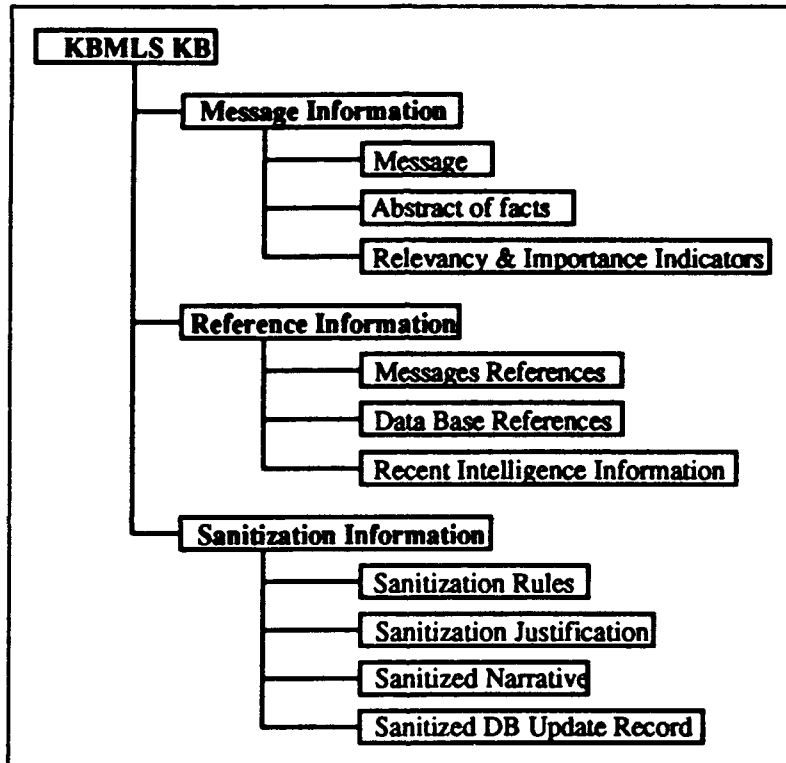 KBMLS KB
Message Information
Message
Abstract of facts
Relevancy & Importance Indicators
Reference Information
Messages References
Data Base References
Recent Intelligence Information
Sanitization Information
Sanitization Rules
Sanitization Justification
Sanitized Narrative
Sanitized DB Update Record